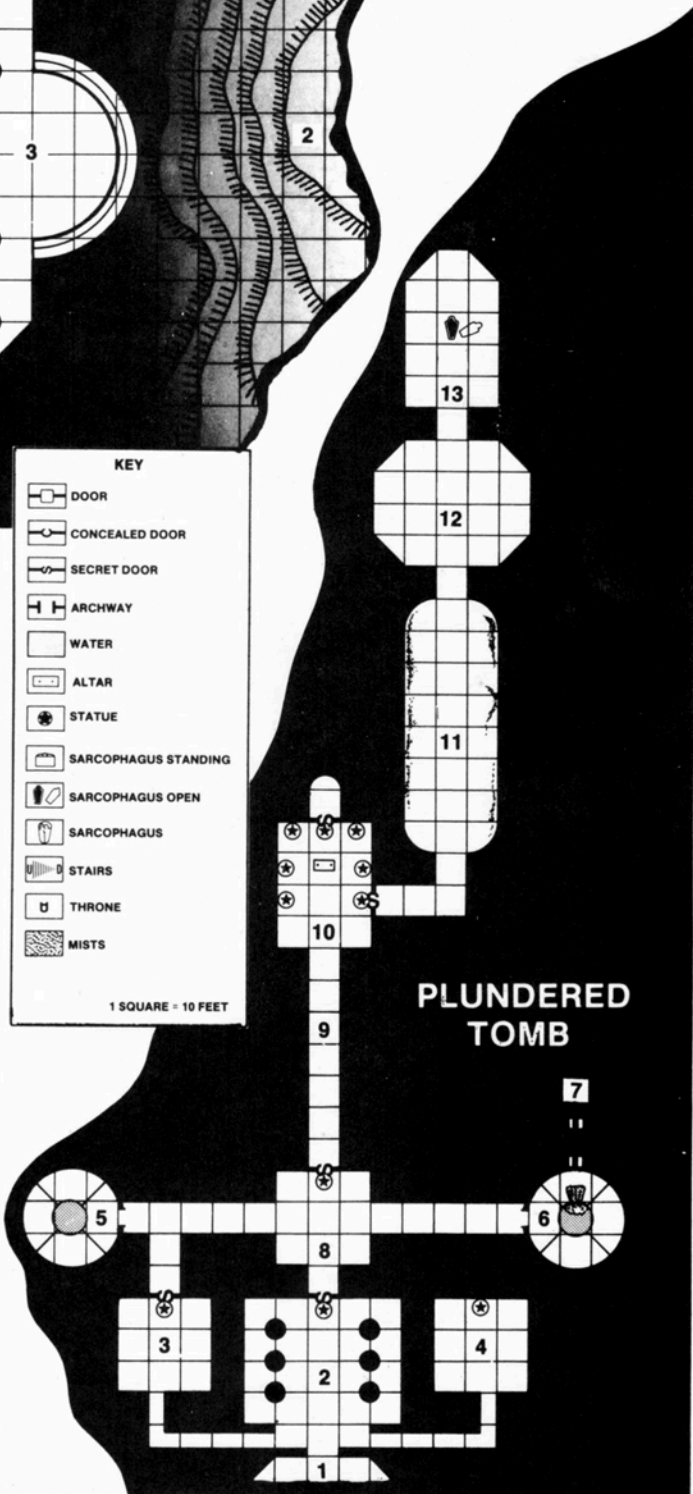 3
2
13
KEY
DOOR
CONCEALED DOOR
S
SECRET DOOR
ARCHWAY
WATER
ALTAR
STATUE
SARCOPHAGUS STANDING
SARCOPHAGUS OPEN
SARCOPHAGUS
U D STAIRS
THRONE
MISTS
1 SQUARE = 10 FEET
12
11
S
S
10
PLUNDERED
TOMB
9
7
S
5
6
8
S
S
3
2
4
1